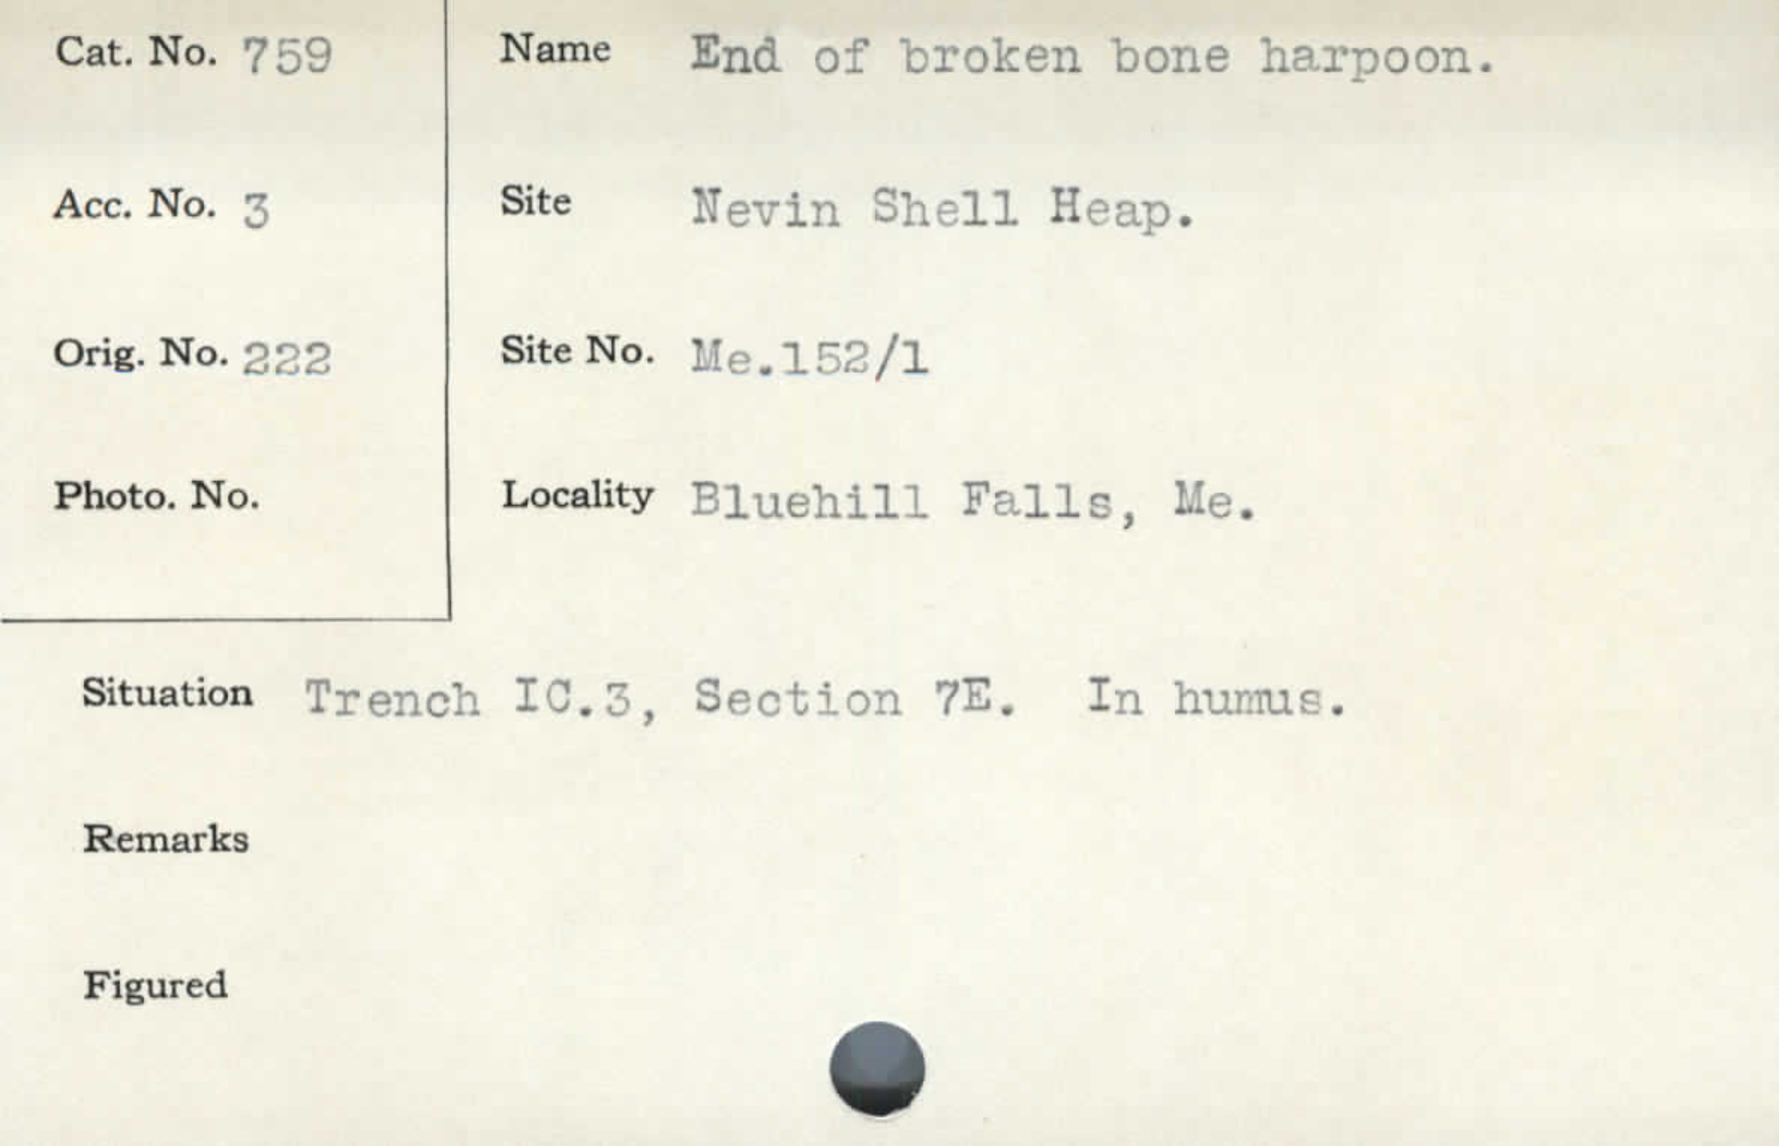 Cat. No. 759
Name End of broken bone harpoon.
Acc. No. 3
Site Nevin Shell Heap.
Orig. No. 222
Site No. Me.152/1
Photo. No.
Locality Bluehill Falls, Me.
Situation Trench IC.3, Section 7E. In humus.
Remarks
Figured